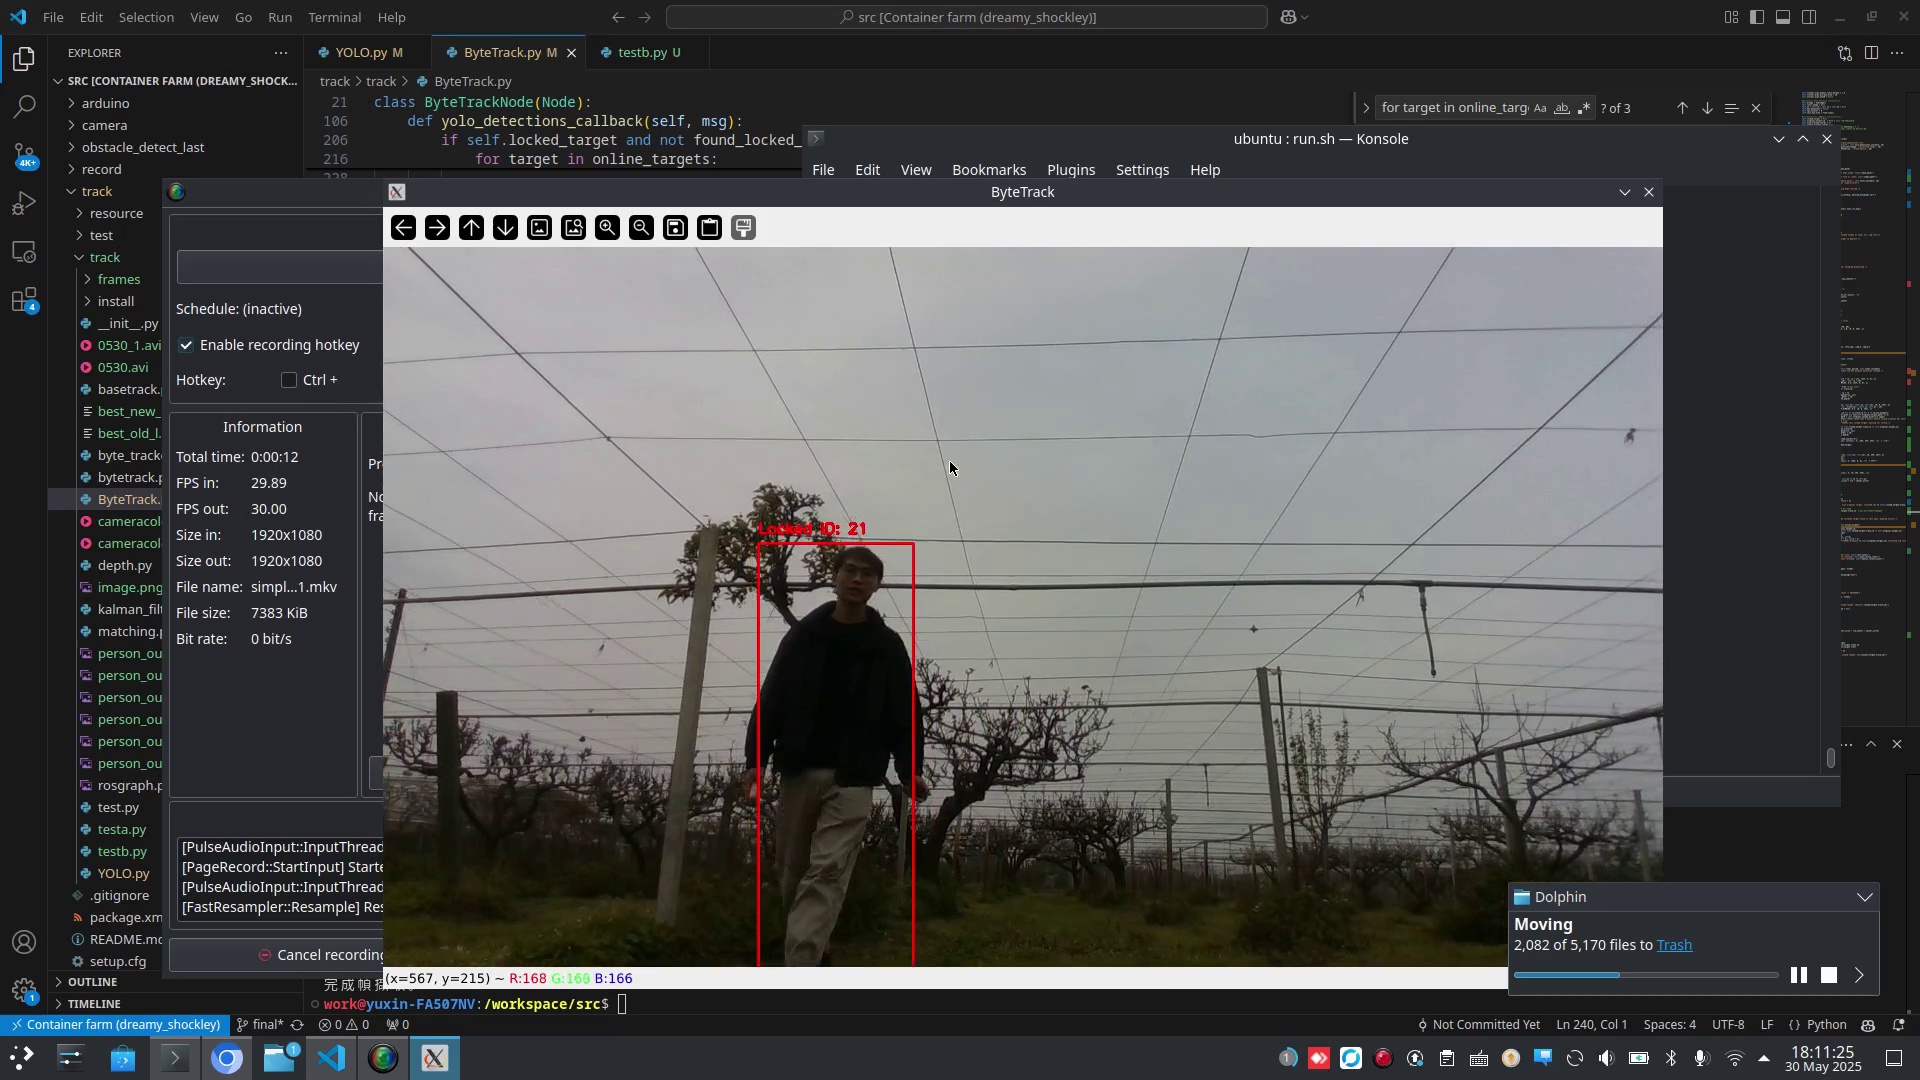 File Edit Selection View Go Run Terminal Help
src [Container farm (dreamy_shockley)]
EXPLORER
YOLO.py M
ByteTrack.py M
testb.py U
SRC [CONTAINER FARM (DREAMY_SHOCK...
track > track > ByteTrack.py
arduino
camera
obstacle_detect_last
record
track
resource
test
track
frames
install
__init__.py
0530_1.avi
0530.avi
basetrack.
best_new_
best_old_l.
byte_track
bytetrack.p
ByteTrack.
cameracol
cameracol
depth.py
image.png
kalman_filt
matching.p
person_ou
person_ou
person_ou
person_ou
person_ou
person_ou
rosgraph.p
test.py
testa.py
testb.py
YOLO.py
.gitignore
package.xm
README.md
setup.cfg
OUTLINE
TIMELINE
4K+
4
1
21 class ByteTrackNode(Node):
106 def yolo_detections_callback(self, msg):
206 if self.locked_target and not found_locked_
216 for target in online_targets:
for target in online_targ
Aa ab
? of 3
ubuntu : run.sh — Konsole
File Edit View Bookmarks Plugins Settings Help
ByteTrack
Schedule: (inactive)
Enable recording hotkey
Hotkey: Ctrl +
Information
Total time: 0:00:12
FPS in: 29.89
FPS out: 30.00
Size in: 1920x1080
Size out: 1920x1080
File name: simpl...1.mkv
File size: 7383 KiB
Bit rate: 0 bit/s
Pr
No
fra
[PulseAudioInput::InputThread
[PageRecord::StartInput] Starte
[PulseAudioInput::InputThread
[FastResampler::Resample] Res
Cancel recording
Locked ID: 21
(x=567, y=215) ~ R:168 G:166 B:166
Dolphin
Moving
2,082 of 5,170 files to Trash
work@yuxin-FA507NV:/workspace/src$
Container farm (dreamy_shockley) final* 0 0 0
Not Committed Yet Ln 240, Col 1 Spaces: 4 UTF-8 LF {} Python
1
1
18:11:25
30 May 2025